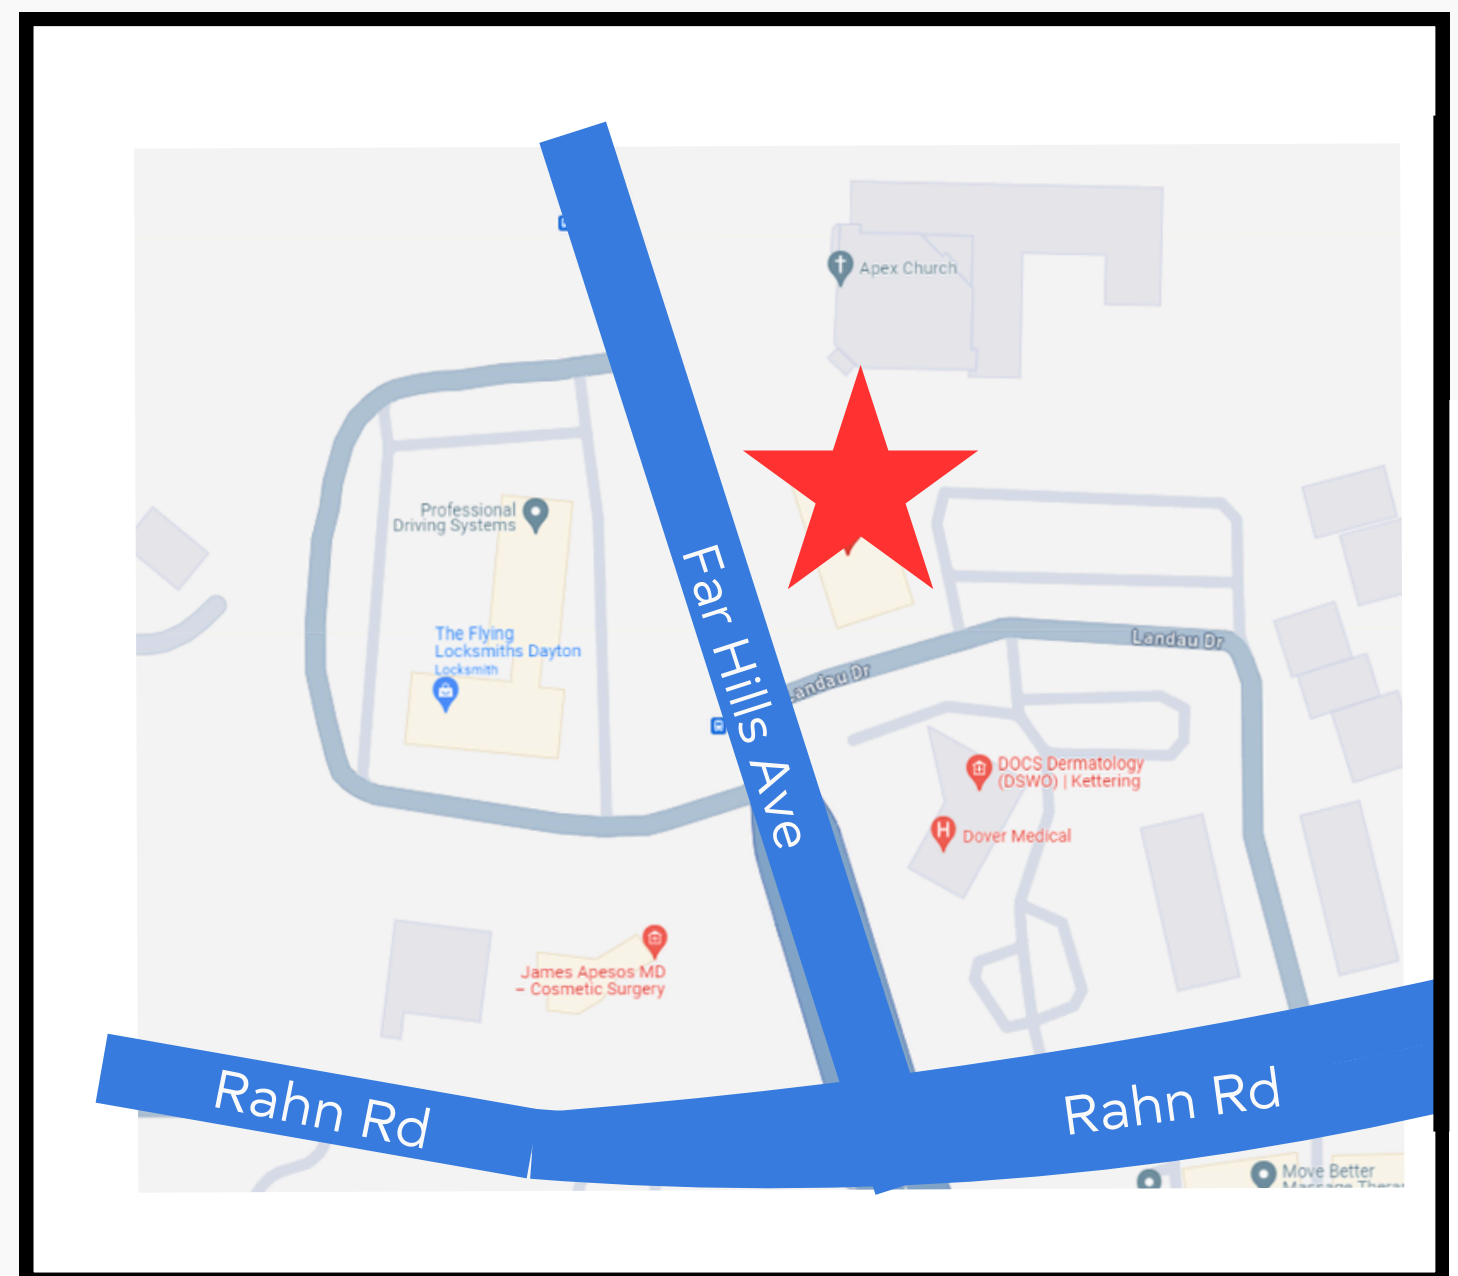 Apex Church
Professional
Driving Systems
Far Hills Ave
The Flying
Locksmiths Dayton
Locksmith
Landau Dr
Landau Dr
DOCS Dermatology
(DSWO) | Kettering
Dover Medical
James Apesos MD
– Cosmetic Surgery
Rahn Rd
Rahn Rd
Move Better
Massage